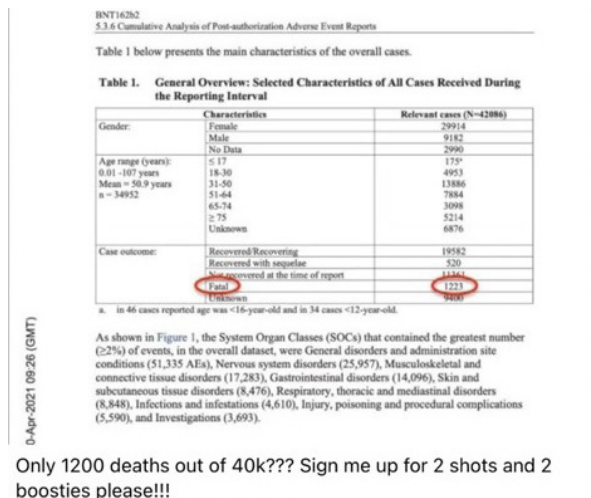 BNT162b2
5.3.6 Cumulative Analysis of Post-authorization Adverse Event Reports
Table 1 below presents the main characteristics of the overall cases.
Table 1. General Overview: Selected Characteristics of All Cases Received During
the Reporting Interval
Characteristics Relevant cases (N=42086)
Gender: Female 29914
Male 9182
No Data 2990
Age range (years): ≤ 17 175ᵃ
0.01 -107 years 18-30 4953
Mean = 50.9 years 31-50 13886
n = 34952 51-64 7884
65-74 3098
≥ 75 5214
Unknown 6876
Case outcome: Recovered/Recovering 19582
Recovered with sequelae 520
Not recovered at the time of report 11361
Fatal 1223
Unknown 9400
a. in 46 cases reported age was <16-year-old and in 34 cases <12-year-old.
As shown in Figure 1, the System Organ Classes (SOCs) that contained the greatest number
(≥2%) of events, in the overall dataset, were General disorders and administration site
conditions (51,335 AEs), Nervous system disorders (25,957), Musculoskeletal and
connective tissue disorders (17,283), Gastrointestinal disorders (14,096), Skin and
subcutaneous tissue disorders (8,476), Respiratory, thoracic and mediastinal disorders
(8,848), Infections and infestations (4,610), Injury, poisoning and procedural complications
(5,590), and Investigations (3,693).
0-Apr-2021 09:26 (GMT)
Only 1200 deaths out of 40k??? Sign me up for 2 shots and 2
boosties please!!!